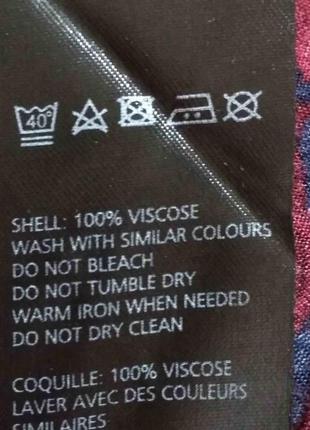 40°
SHELL: 100% VISCOSE
WASH WITH SIMILAR COLOURS
DO NOT BLEACH
DO NOT TUMBLE DRY
WARM IRON WHEN NEEDED
DO NOT DRY CLEAN
COQUILLE: 100% VISCOSE
LAVER AVEC DES COULEURS
SIMILAIRES